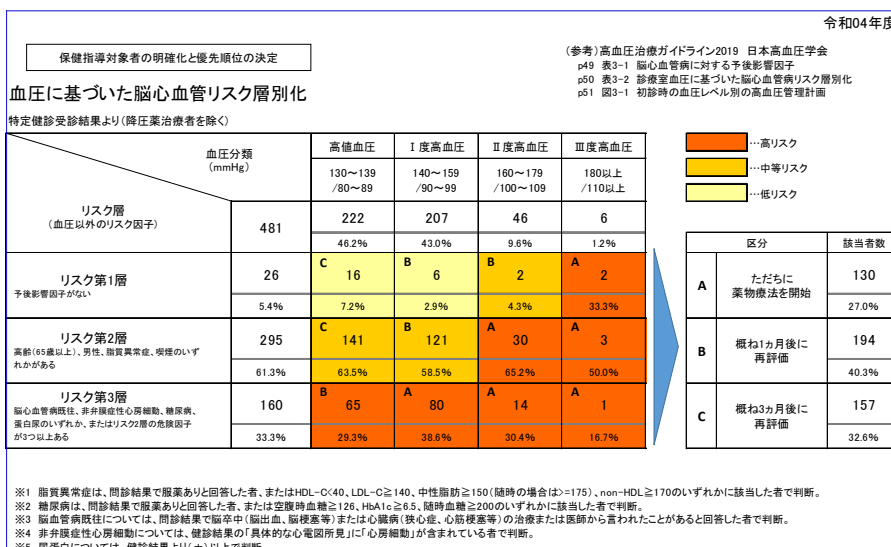 令和04年度
保健指導対象者の明確化と優先順位の決定
(参考)高血圧治療ガイドライン2019 日本高血圧学会
p49 表3-1 脳心血管病に対する予後影響因子
p50 表3-2 診療室血圧に基づいた脳心血管病リスク層別化
p51 図3-1 初診時の血圧レベル別の高血圧管理計画
血圧に基づいた脳心血管リスク層別化
特定健診受診結果より(降圧薬治療者を除く)
血圧分類
(mmHg)
高値血圧 Ⅰ度高血圧 Ⅱ度高血圧 Ⅲ度高血圧
130~139 140~159 160~179 180以上
/80~89 /90~99 /100~109 /110以上
…高リスク
…中等リスク
…低リスク
リスク層
(血圧以外のリスク因子)
481 222 207 46 6
46.2% 43.0% 9.6% 1.2%
リスク第1層
予後影響因子がない
26 C 16 B 6 B 2 A 2
5.4% 7.2% 2.9% 4.3% 33.3%
リスク第2層
高齢(65歳以上)、男性、脂質異常症、喫煙のいず
れかがある
295 C 141 B 121 A 30 A 3
61.3% 63.5% 58.5% 65.2% 50.0%
リスク第3層
脳心血管病既往、非弁膜症性心房細動、糖尿病、
蛋白尿のいずれか、またはリスク2層の危険因子
が3つ以上ある
160 B 65 A 80 A 14 A 1
33.3% 29.3% 38.6% 30.4% 16.7%
区分 該当者数
A ただちに
薬物療法を開始 130
27.0%
B 概ね1ヵ月後に
再評価 194
40.3%
C 概ね3ヵ月後に
再評価 157
32.6%
※1 脂質異常症は、問診結果で服薬ありと回答した者、またはHDL-C<40、LDL-C≧140、中性脂肪≧150(随時の場合は>=175)、non-HDL≧170のいずれかに該当した者で判断。
※2 糖尿病は、問診結果で服薬ありと回答した者、または空腹時血糖≧126、HbA1c≧6.5、随時血糖≧200のいずれかに該当した者で判断。
※3 脳血管病既往については、問診結果で脳卒中(脳出血、脳梗塞等)または心臓病(狭心症、心筋梗塞等)の治療または医師から言われたことがあると回答した者で判断。
※4 非弁膜症性心房細動については、健診結果の「具体的な心電図所見」に「心房細動」が含まれている者で判断。
※5 尿蛋白については、健診結果より(+)以上で判断。